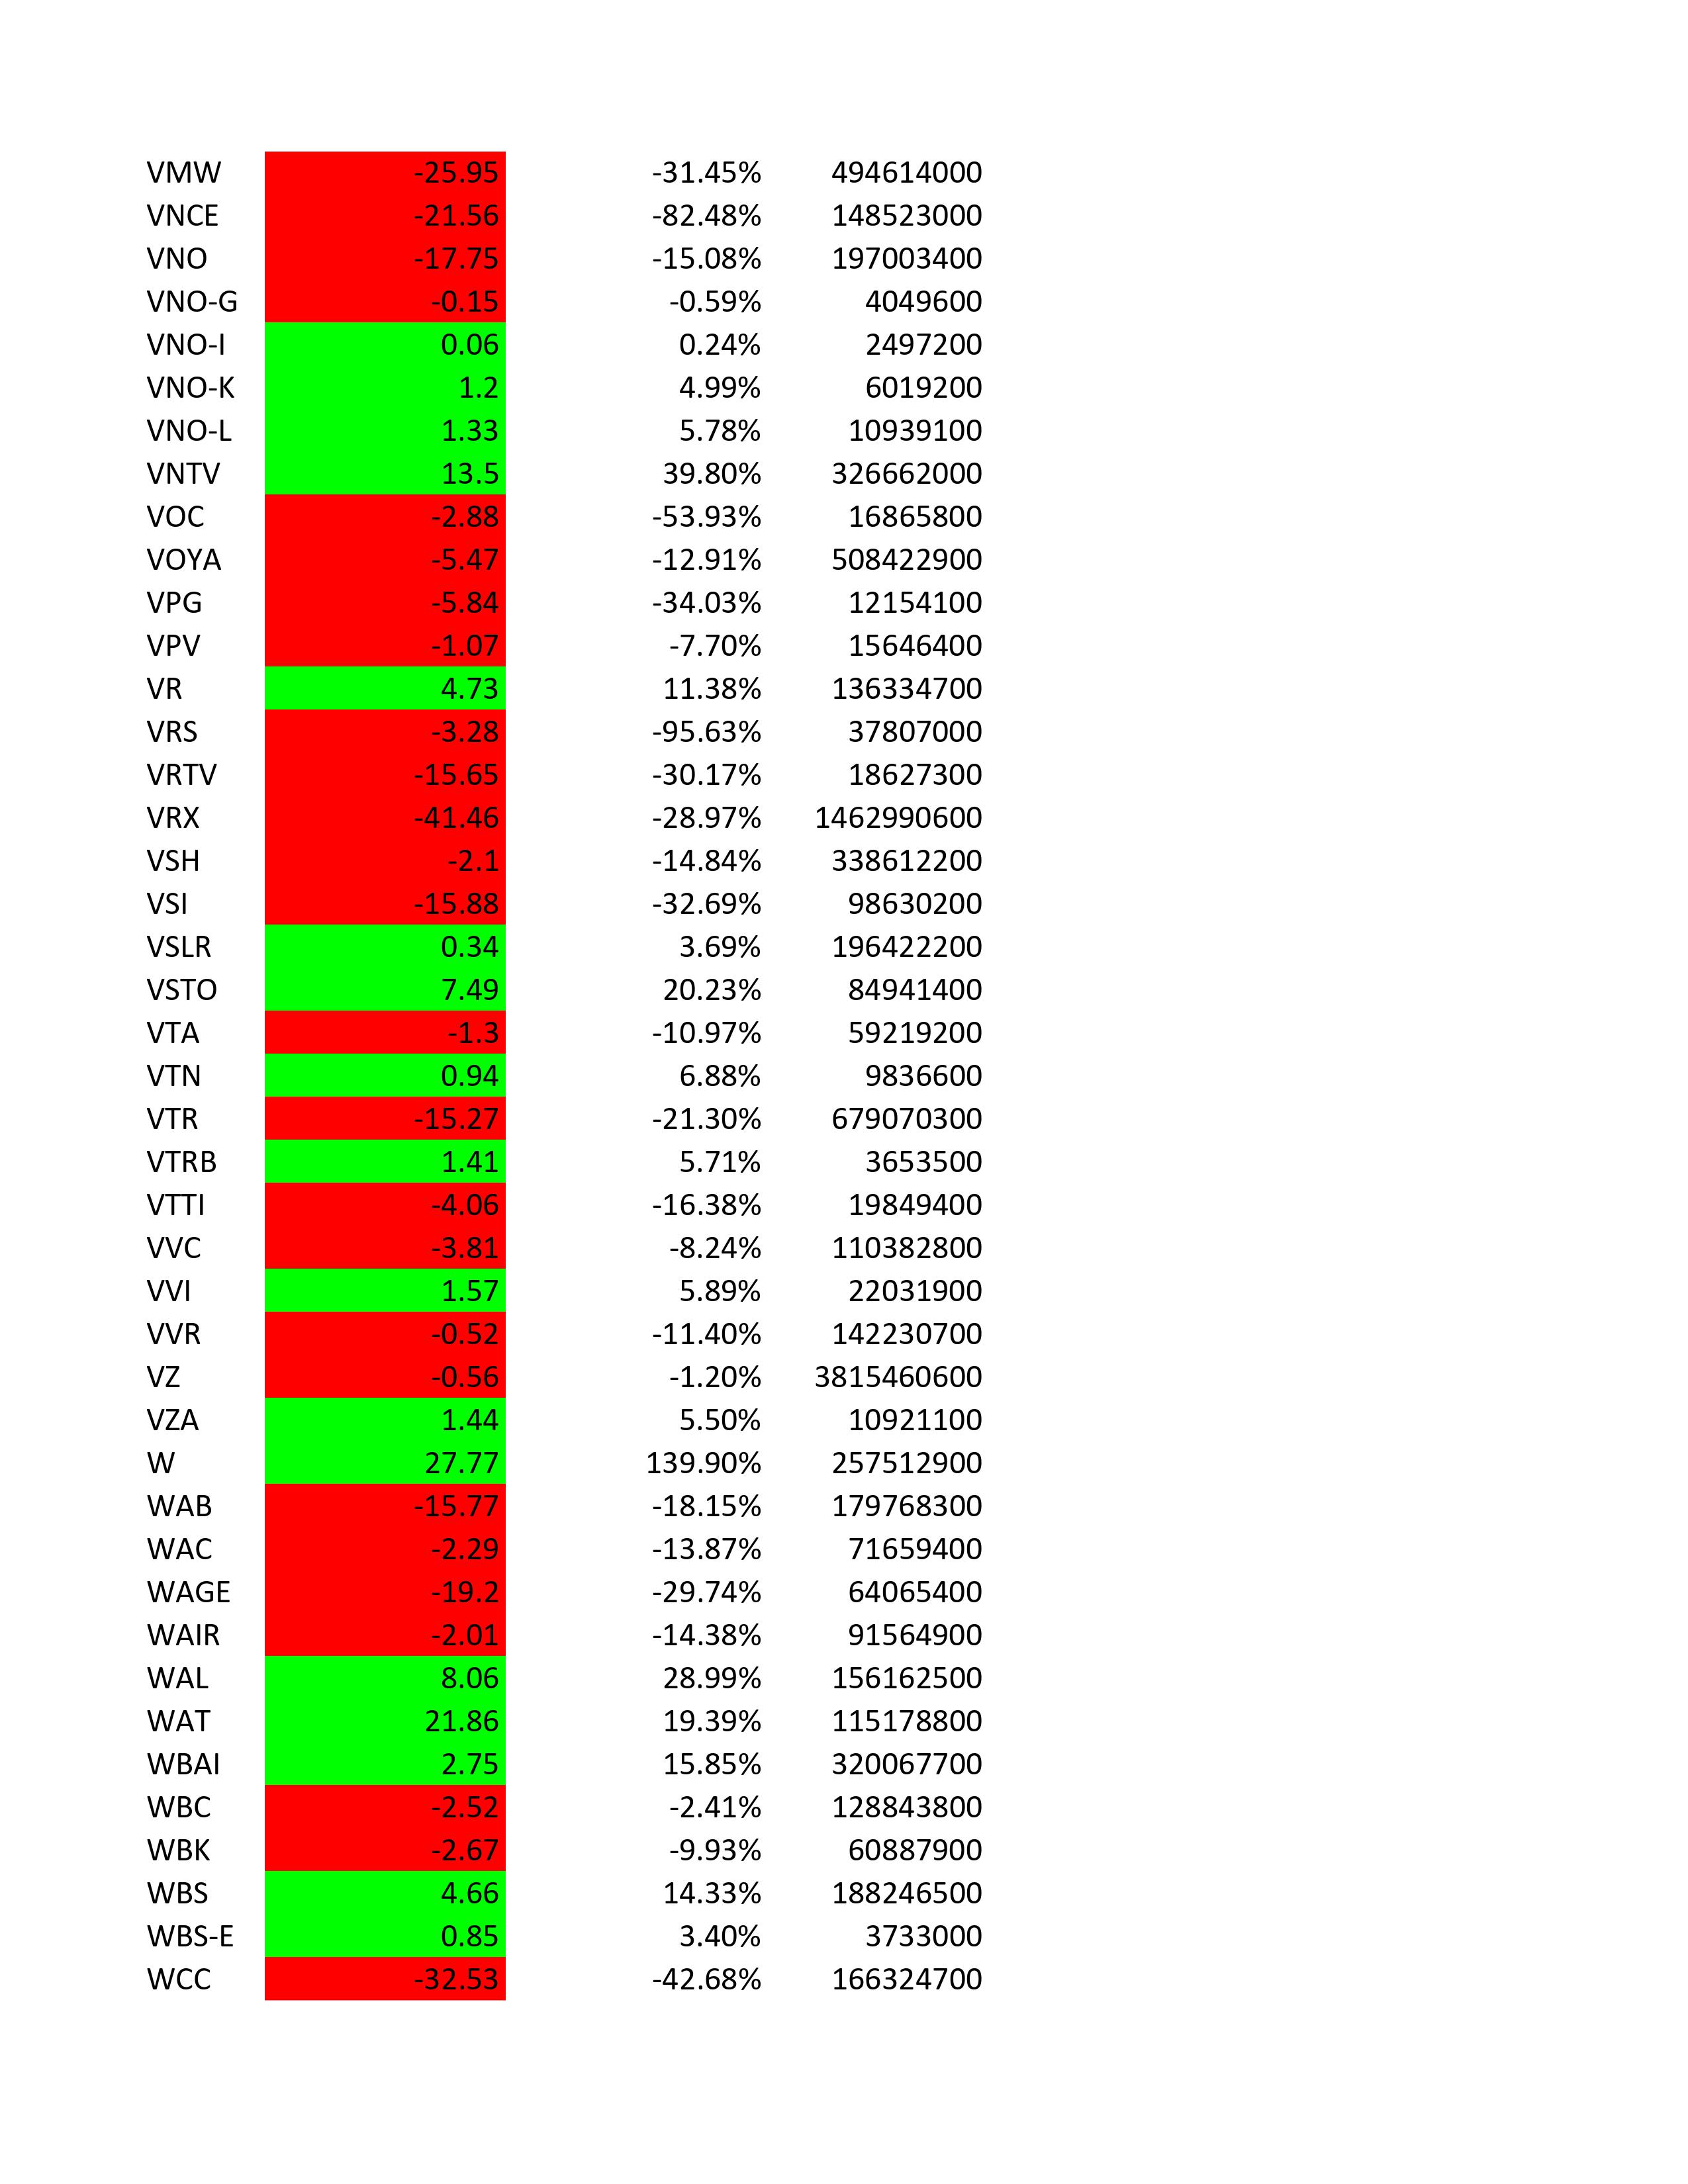 VMW -25.95 -31.45% 494614000
VNCE -21.56 -82.48% 148523000
VNO -17.75 -15.08% 197003400
VNO-G -0.15 -0.59% 4049600
VNO-I 0.06 0.24% 2497200
VNO-K 1.2 4.99% 6019200
VNO-L 1.33 5.78% 10939100
VNTV 13.5 39.80% 326662000
VOC -2.88 -53.93% 16865800
VOYA -5.47 -12.91% 508422900
VPG -5.84 -34.03% 12154100
VPV -1.07 -7.70% 15646400
VR 4.73 11.38% 136334700
VRS -3.28 -95.63% 37807000
VRTV -15.65 -30.17% 18627300
VRX -41.46 -28.97% 1462990600
VSH -2.1 -14.84% 338612200
VSI -15.88 -32.69% 98630200
VSLR 0.34 3.69% 196422200
VSTO 7.49 20.23% 84941400
VTA -1.3 -10.97% 59219200
VTN 0.94 6.88% 9836600
VTR -15.27 -21.30% 679070300
VTRB 1.41 5.71% 3653500
VTTI -4.06 -16.38% 19849400
VVC -3.81 -8.24% 110382800
VVI 1.57 5.89% 22031900
VVR -0.52 -11.40% 142230700
VZ -0.56 -1.20% 3815460600
VZA 1.44 5.50% 10921100
W 27.77 139.90% 257512900
WAB -15.77 -18.15% 179768300
WAC -2.29 -13.87% 71659400
WAGE -19.2 -29.74% 64065400
WAIR -2.01 -14.38% 91564900
WAL 8.06 28.99% 156162500
WAT 21.86 19.39% 115178800
WBAI 2.75 15.85% 320067700
WBC -2.52 -2.41% 128843800
WBK -2.67 -9.93% 60887900
WBS 4.66 14.33% 188246500
WBS-E 0.85 3.40% 3733000
WCC -32.53 -42.68% 166324700